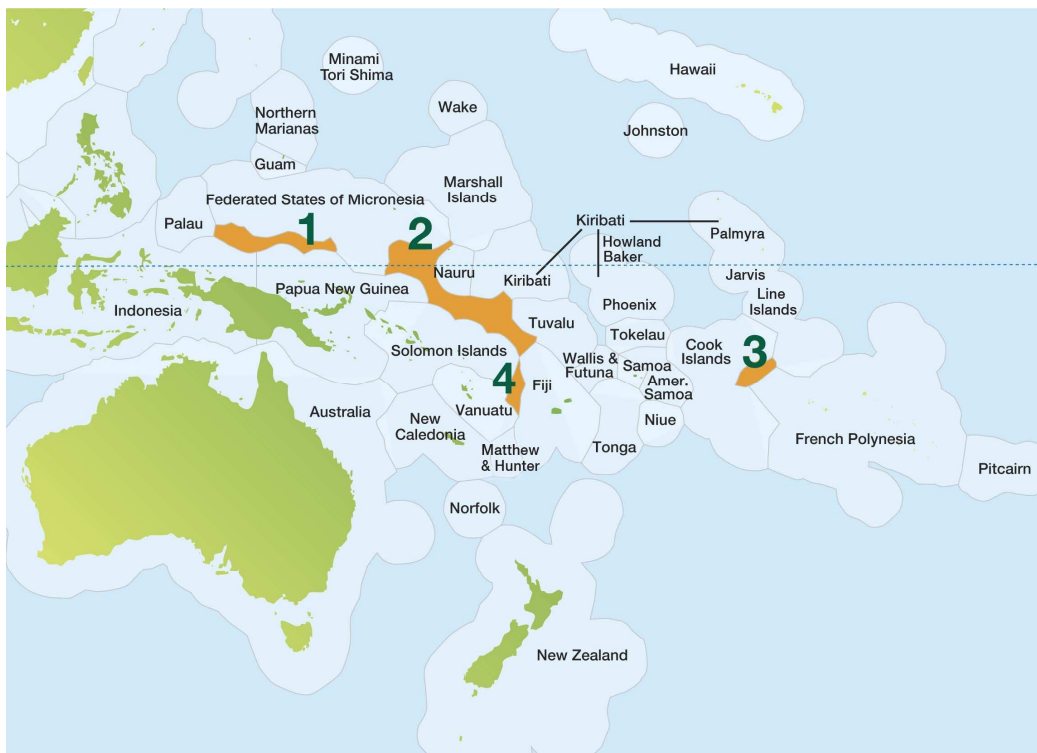 Minami
Tori Shima
Hawaii
Wake
Northern
Marianas
Johnston
Guam
Marshall
Islands
Federated States of Micronesia
Palau
1
2
Kiribati
Palmyra
Howland
Baker
Nauru
Kiribati
Jarvis
Papua New Guinea
Line
Islands
Phoenix
Indonesia
Tuvalu
Tokelau
Solomon Islands
Cook
Islands
3
Wallis &
Futuna
Samoa
4
Fiji
Amer.
Samoa
Vanuatu
Australia
New
Caledonia
Niue
French Polynesia
Matthew
& Hunter
Tonga
Pitcairn
Norfolk
New Zealand